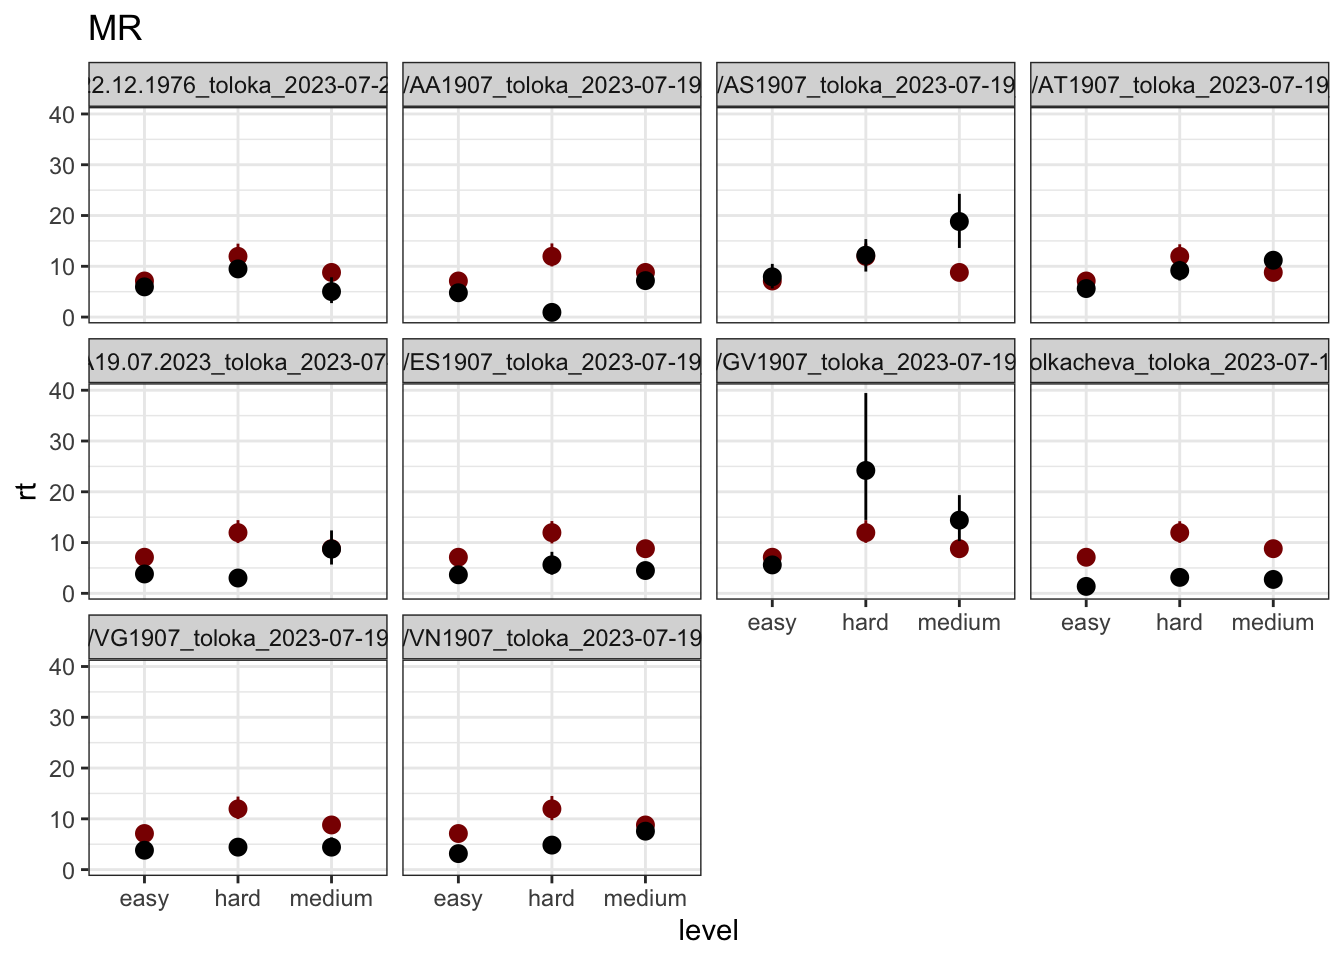 MR
22.12.1976_toloka_2023-07-2
/AA1907_toloka_2023-07-19
/AS1907_toloka_2023-07-19
/AT1907_toloka_2023-07-19
40
30
20
10
0
A19.07.2023_toloka_2023-07
/ES1907_toloka_2023-07-19
/GV1907_toloka_2023-07-19
olkacheva_toloka_2023-07-1
40
30
20
10
0
rt
easy hard medium
easy hard medium
/VG1907_toloka_2023-07-19
/VN1907_toloka_2023-07-19
40
30
20
10
0
easy hard medium
easy hard medium
level